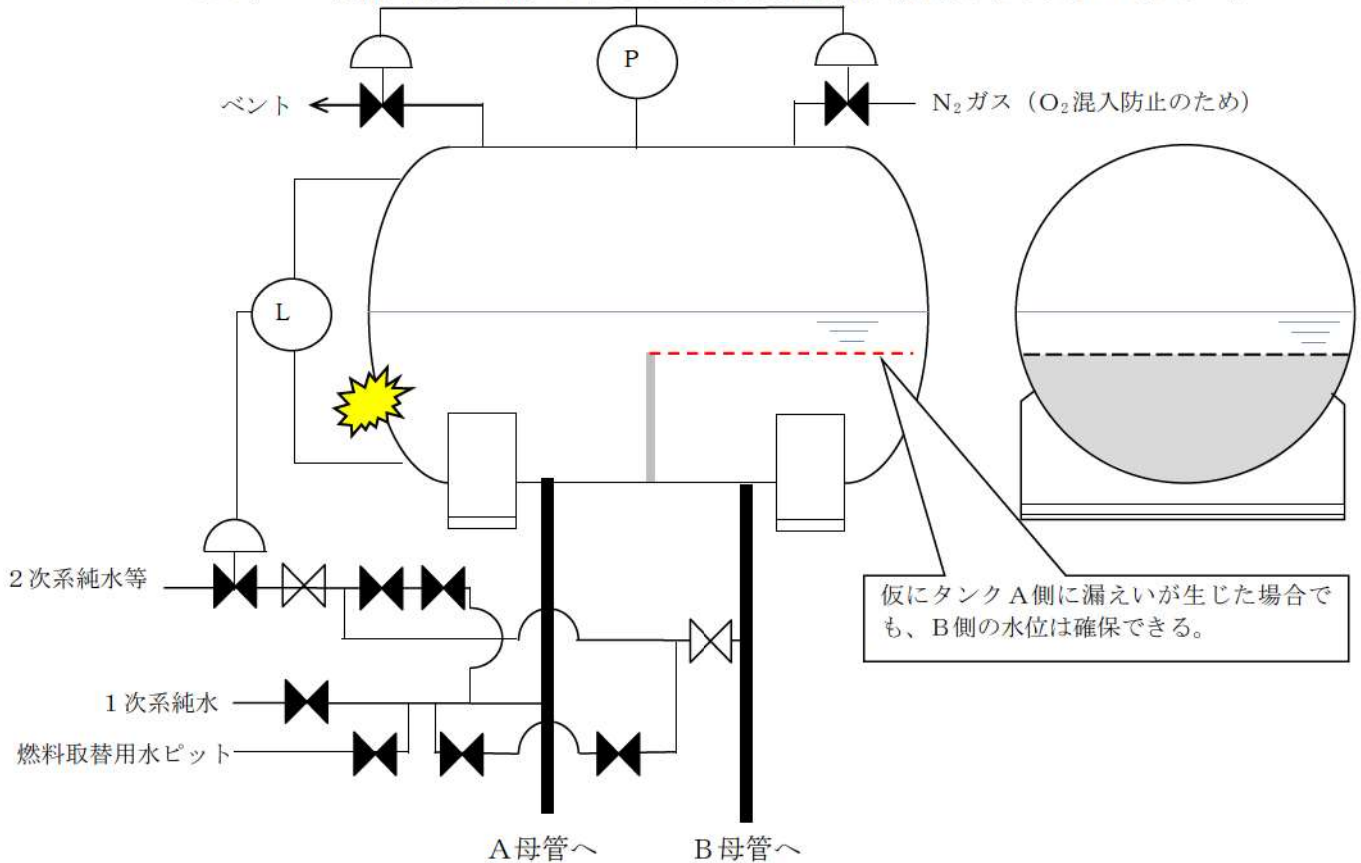 P
ベント
N₂ガス（O₂混入防止のため）
L
2次系純水等
仮にタンクA側に漏えいが生じた場合で
も、B側の水位は確保できる。
1次系純水
燃料取替用水ピット
A母管へ
B母管へ